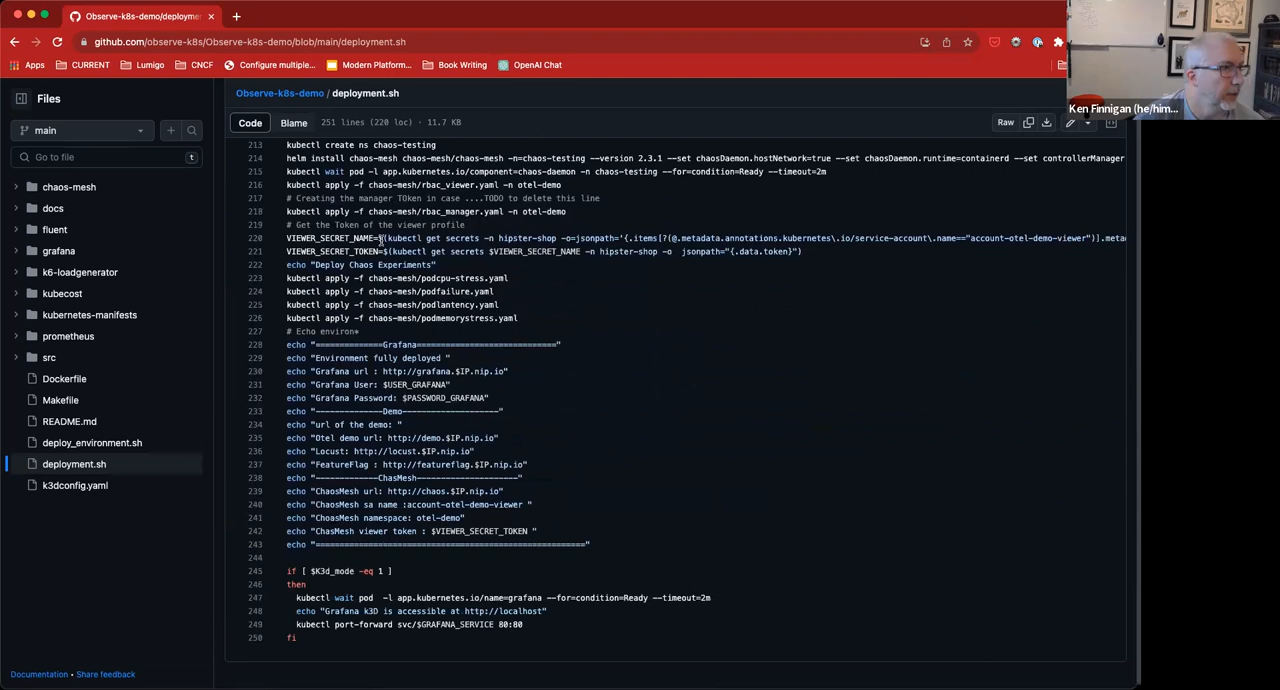 Observe-k8s-demo/deployment
github.com/observe-k8s/Observe-k8s-demo/blob/main/deployment.sh
Apps
CURRENT
Lumigo
CNCF
Configure multiple...
Modern Platform...
Book Writing
OpenAI Chat
Ken Finnigan (he/him...
Files
Observe-k8s-demo / deployment.sh
main
Code
Blame
251 lines (220 loc) · 11.7 KB
Raw
Go to file
t
chaos-mesh
docs
fluent
grafana
k6-loadgenerator
kubecost
kubernetes-manifests
prometheus
src
Dockerfile
Makefile
README.md
deploy_environment.sh
deployment.sh
k3dconfig.yaml
Documentation • Share feedback
213 kubectl create ns chaos-testing
214 helm install chaos-mesh chaos-mesh/chaos-mesh -n=chaos-testing --version 2.3.1 --set chaosDaemon.hostNetwork=true --set chaosDaemon.runtime=containerd --set controllerManager
215 kubectl wait pod -l app.kubernetes.io/component=chaos-daemon -n chaos-testing --for=condition=Ready --timeout=2m
216 kubectl apply -f chaos-mesh/rbac_viewer.yaml -n otel-demo
217 # Creating the manager TOken in case ....TODO to delete this line
218 kubectl apply -f chaos-mesh/rbac_manager.yaml -n otel-demo
219 # Get the Token of the viewer profile
220 VIEWER_SECRET_NAME=$(kubectl get secrets -n hipster-shop -o=jsonpath='{.items[?(@.metadata.annotations.kubernetes\.io/service-account\.name=="account-otel-demo-viewer")].meta
221 VIEWER_SECRET_TOKEN=$(kubectl get secrets $VIEWER_SECRET_NAME -n hipster-shop -o jsonpath="{.data.token}")
222 echo "Deploy Chaos Experiments"
223 kubectl apply -f chaos-mesh/podcpu-stress.yaml
224 kubectl apply -f chaos-mesh/podfailure.yaml
225 kubectl apply -f chaos-mesh/podlantency.yaml
226 kubectl apply -f chaos-mesh/podmemorystress.yaml
227 # Echo environ*
228 echo "==============Grafana============================="
229 echo "Environment fully deployed "
230 echo "Grafana url : http://grafana.$IP.nip.io"
231 echo "Grafana User: $USER_GRAFANA"
232 echo "Grafana Password: $PASSWORD_GRAFANA"
233 echo "--------------Demo--------------------"
234 echo "url of the demo: "
235 echo "Otel demo url: http://demo.$IP.nip.io"
236 echo "Locust: http://locust.$IP.nip.io"
237 echo "FeatureFlag : http://featureflag.$IP.nip.io"
238 echo "-------------ChasMesh---------------------"
239 echo "ChaosMesh url: http://chaos.$IP.nip.io"
240 echo "ChaosMesh sa name :account-otel-demo-viewer "
241 echo "ChoasMesh namespace: otel-demo"
242 echo "ChasMesh viewer token : $VIEWER_SECRET_TOKEN "
243 echo "========================================================"
244
245 if [ $K3d_mode -eq 1 ]
246 then
247 kubectl wait pod -l app.kubernetes.io/name=grafana --for=condition=Ready --timeout=2m
248 echo "Grafana k3D is accessible at http://localhost"
249 kubectl port-forward svc/$GRAFANA_SERVICE 80:80
250 fi